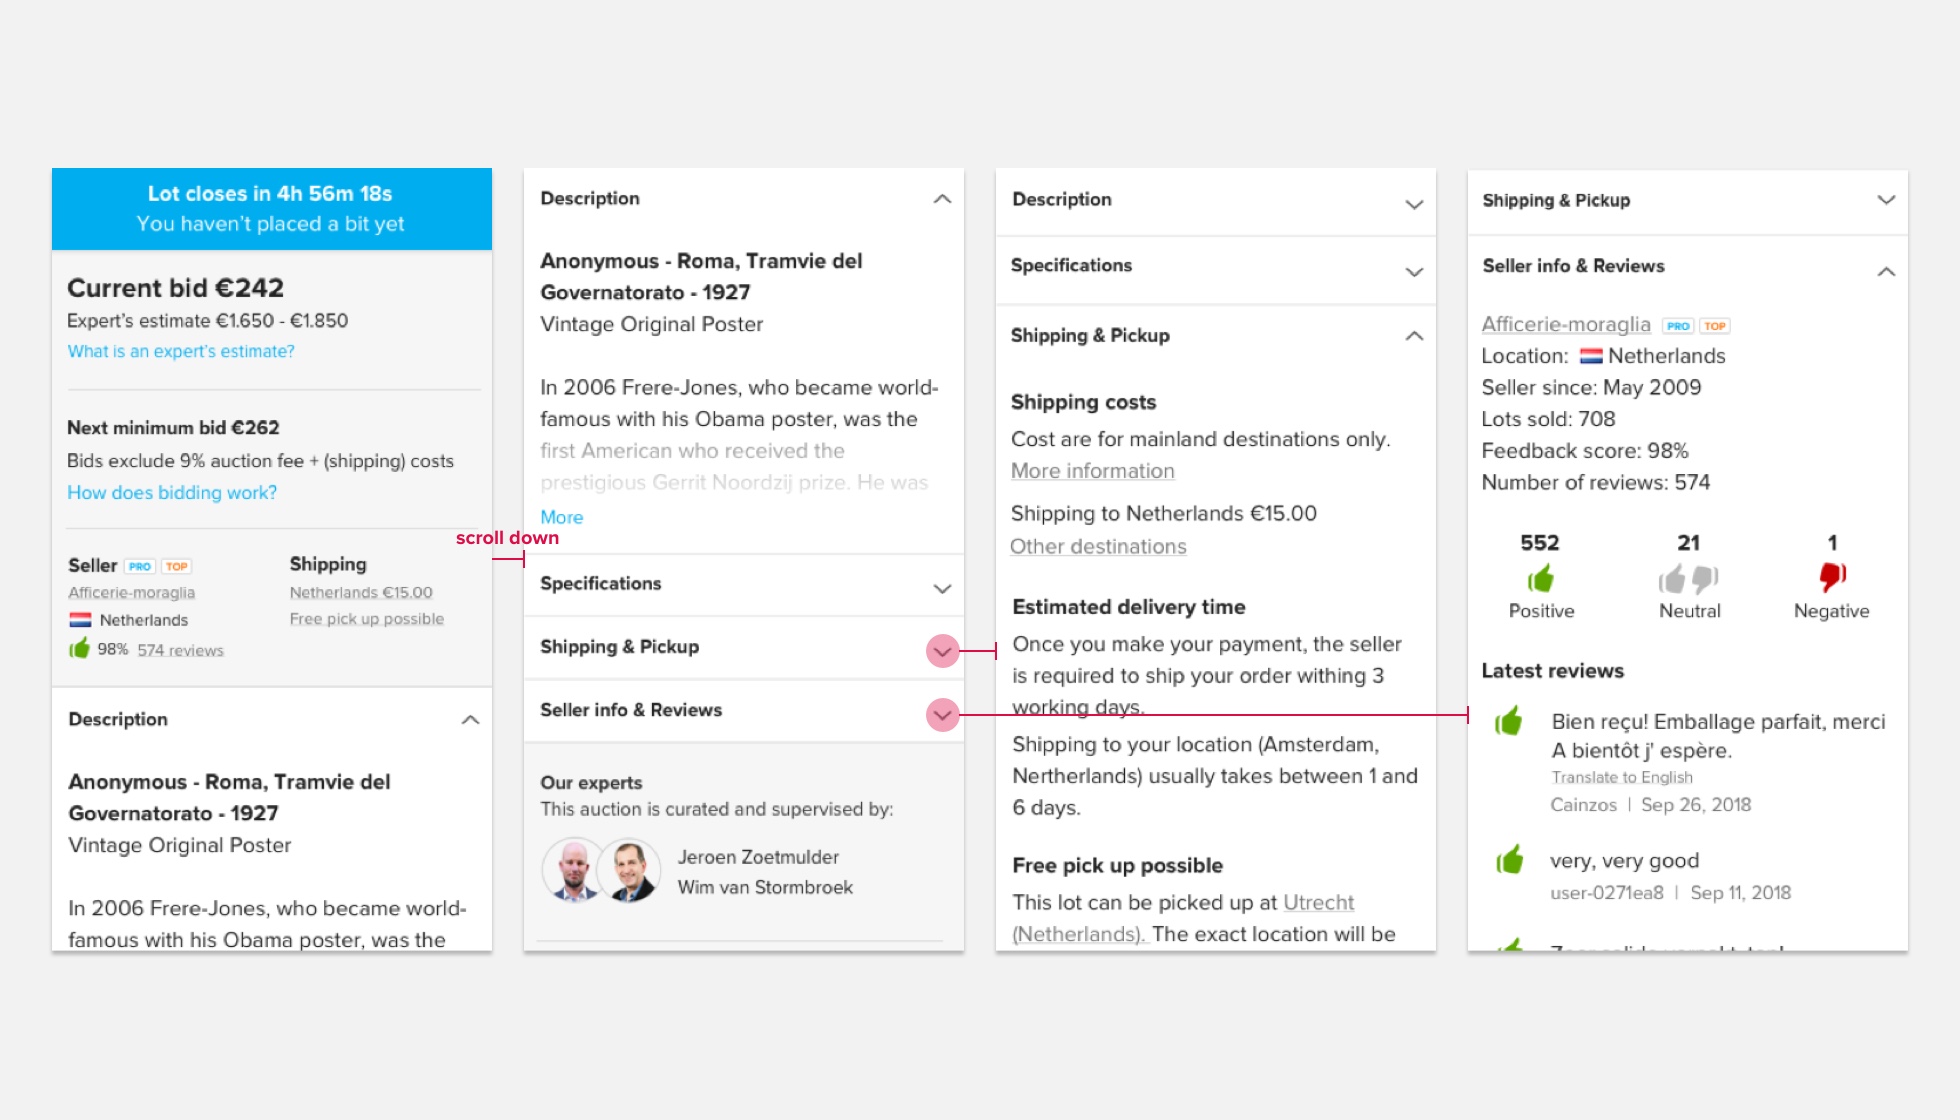 Lot closes in 4h 56m 18s
You haven't placed a bit yet
Current bid €242
Expert's estimate €1.650 - €1.850
What is an expert's estimate?
Next minimum bid €262
Bids exclude 9% auction fee + (shipping) costs
How does bidding work?
Seller PRO TOP
Afficerie-moraglia
Netherlands
98% 574 reviews
Shipping
Netherlands €15.00
Free pick up possible
Description
Anonymous - Roma, Tramvie del
Governatorato - 1927
Vintage Original Poster
In 2006 Frere-Jones, who became world-
famous with his Obama poster, was the
scroll down
Description
Anonymous - Roma, Tramvie del
Governatorato - 1927
Vintage Original Poster
In 2006 Frere-Jones, who became world-
famous with his Obama poster, was the
first American who received the
prestigious Gerrit Noordzij prize. He was
More
Specifications
Shipping & Pickup
Seller info & Reviews
Our experts
This auction is curated and supervised by:
Jeroen Zoetmulder
Wim van Stormbroek
Description
Specifications
Shipping & Pickup
Shipping costs
Cost are for mainland destinations only.
More information
Shipping to Netherlands €15.00
Other destinations
Estimated delivery time
Once you make your payment, the seller
is required to ship your order withing 3
working days.
Shipping to your location (Amsterdam,
Nertherlands) usually takes between 1 and
6 days.
Free pick up possible
This lot can be picked up at Utrecht
(Netherlands). The exact location will be
Shipping & Pickup
Seller info & Reviews
Afficerie-moraglia PRO TOP
Location: Netherlands
Seller since: May 2009
Lots sold: 708
Feedback score: 98%
Number of reviews: 574
552 21 1
Positive Neutral Negative
Latest reviews
Bien reçu! Emballage parfait, merci
A bientôt j' espère.
Translate to English
Cainzos | Sep 26, 2018
very, very good
user-0271ea8 | Sep 11, 2018